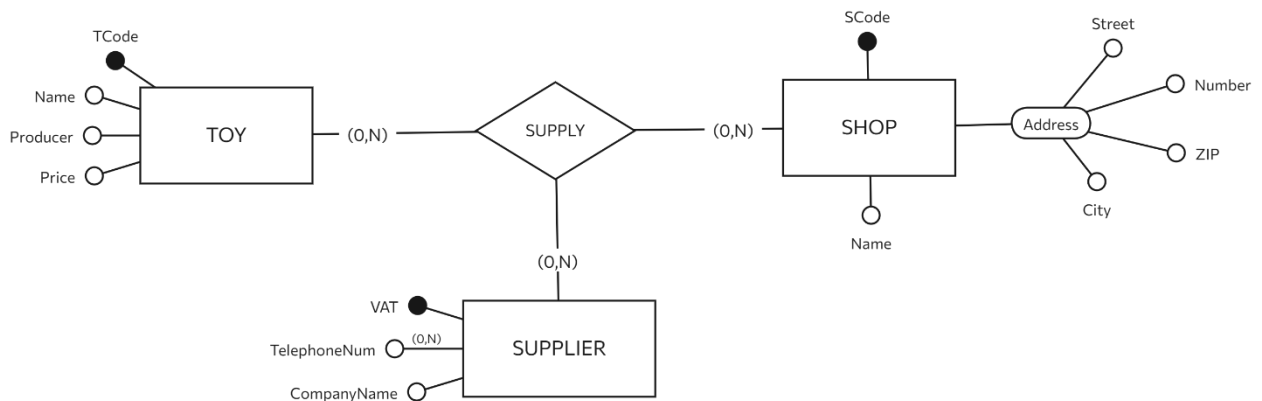 Street
SCode
TCode
Number
Name
TOY
(0,N)
SUPPLY
(0,N)
SHOP
Address
Producer
ZIP
Price
City
Name
(0,N)
VAT
(0,N)
TelephoneNum
SUPPLIER
CompanyName